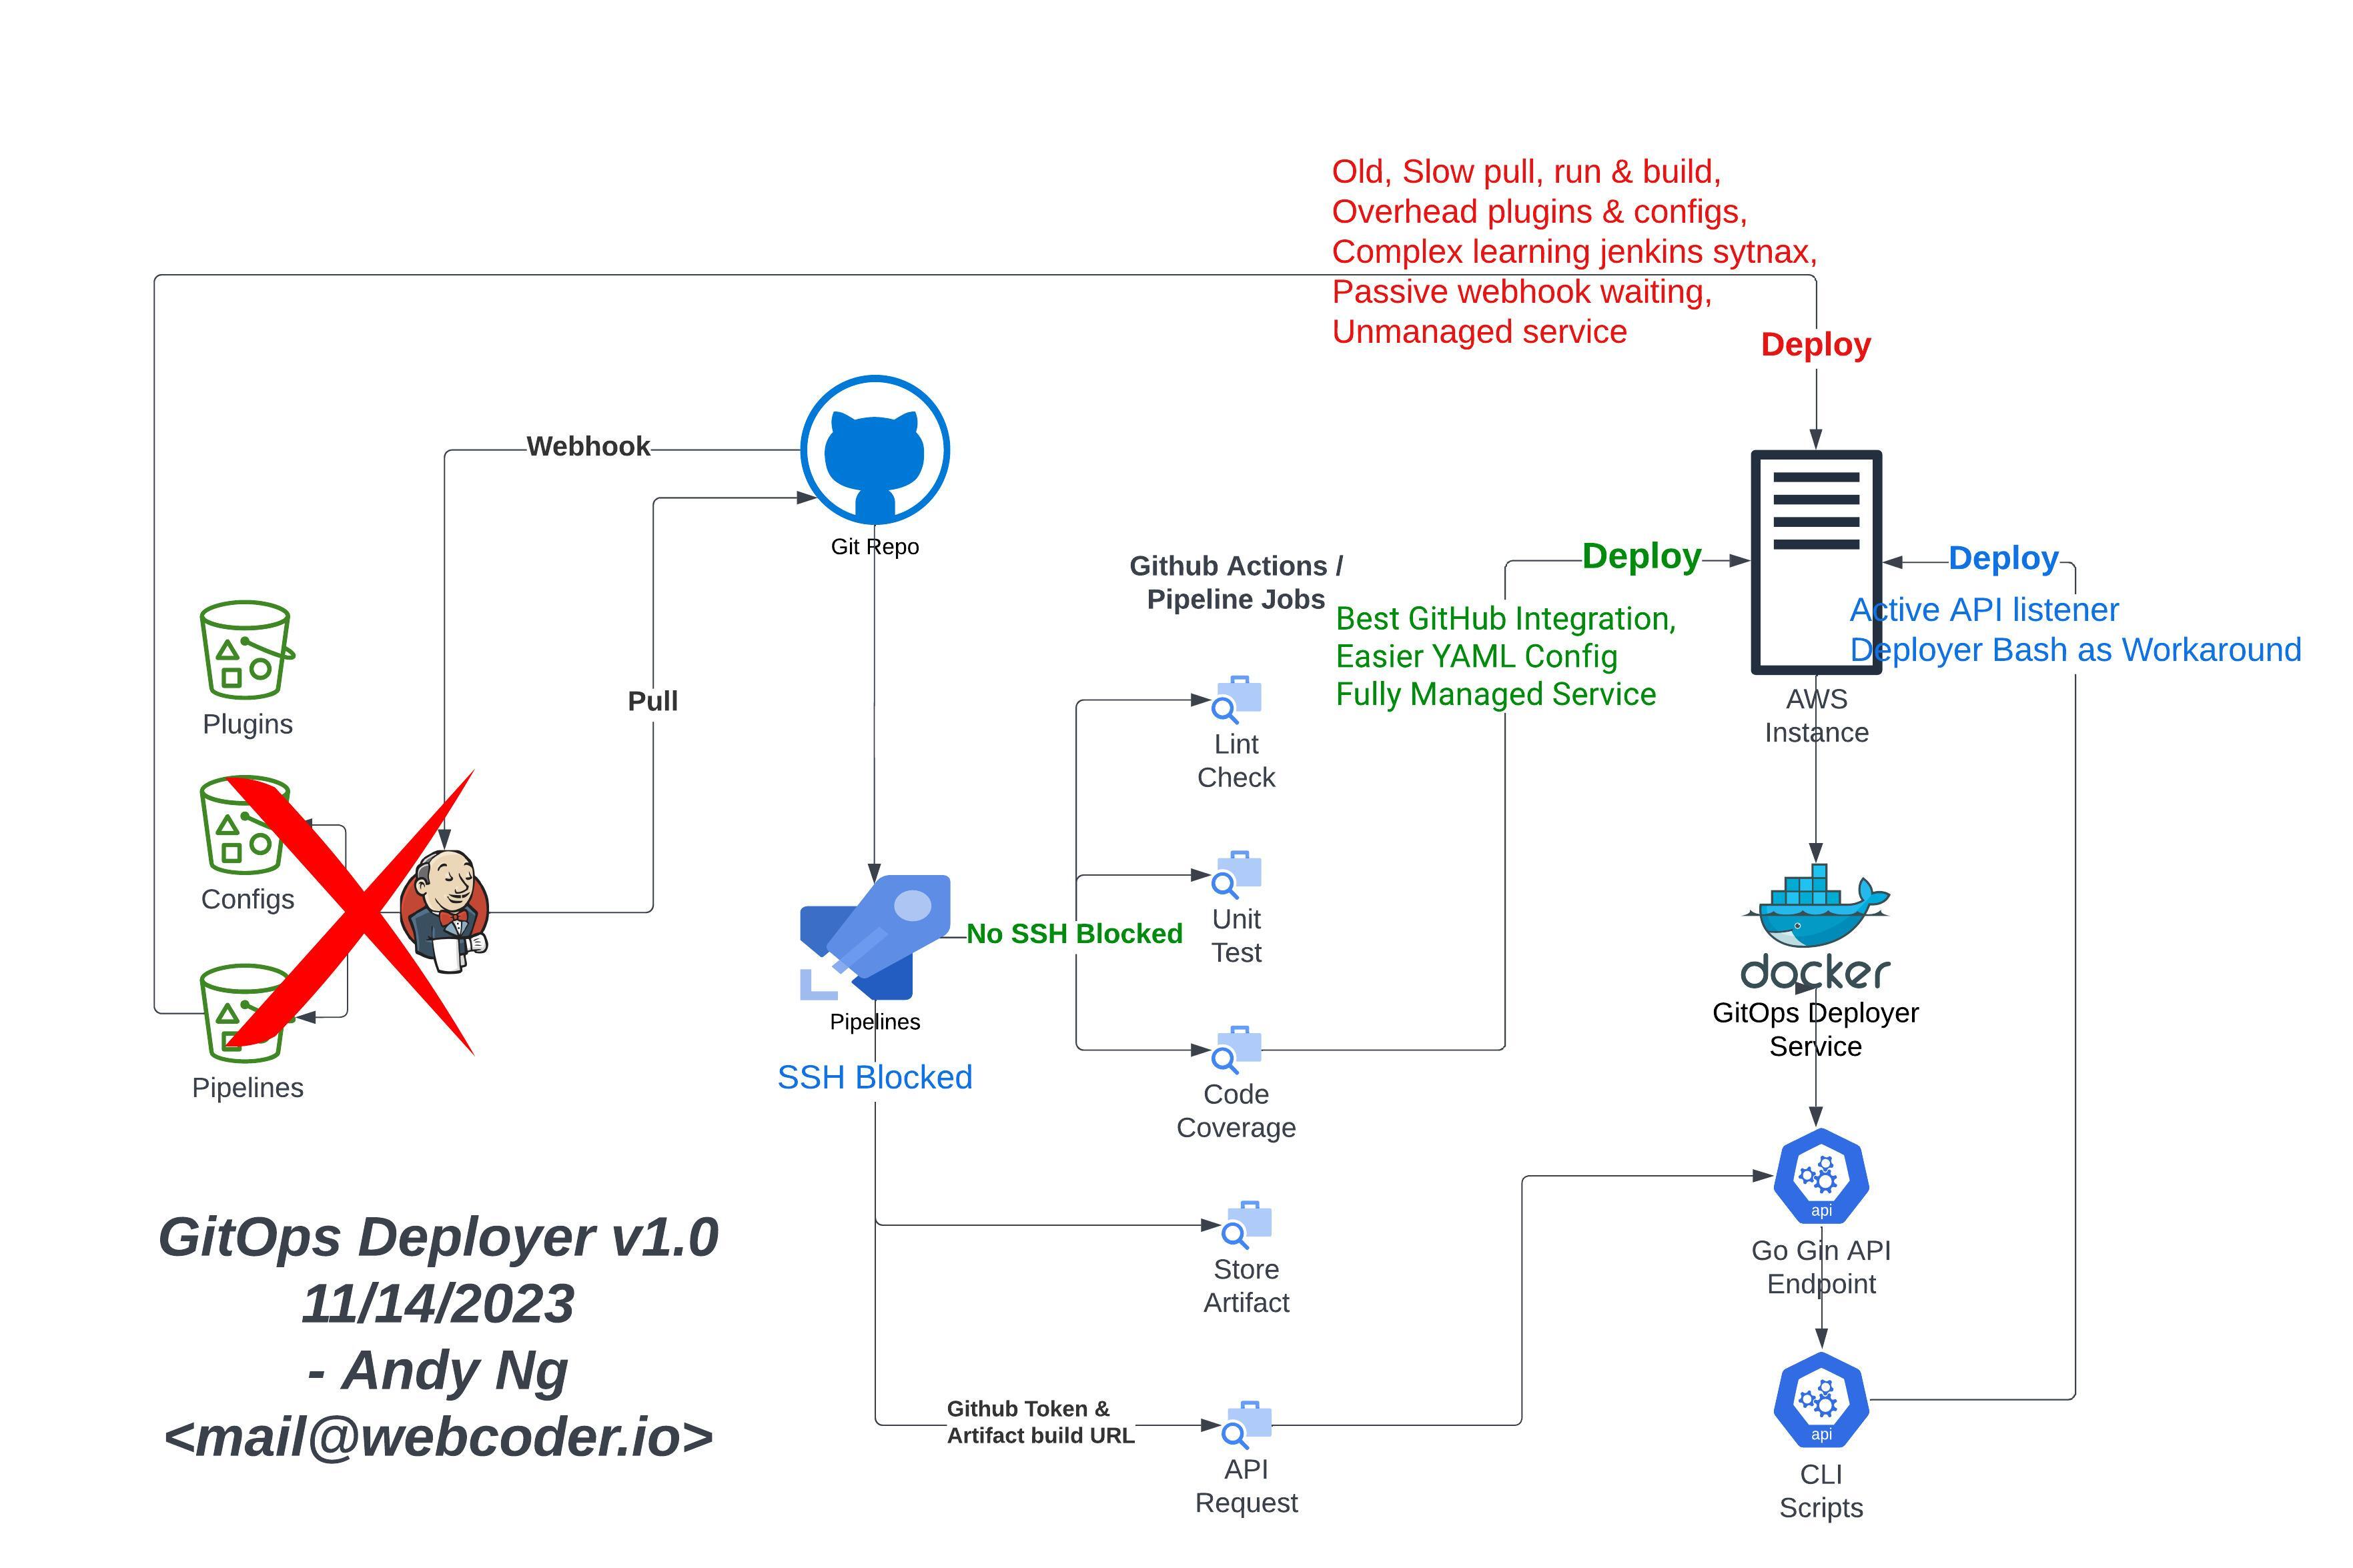 Old, Slow pull, run & build,
Overhead plugins & configs,
Complex learning jenkins sytnax,
Passive webhook waiting,
Unmanaged service
Deploy
Webhook
Git Repo
Pull
Github Actions /
Pipeline Jobs
Deploy
Best GitHub Integration,
Easier YAML Config
Fully Managed Service
Deploy
Active API listener
Deployer Bash as Workaround
AWS
Instance
Plugins
Configs
Pipelines
Lint
Check
Unit
Test
No SSH Blocked
Pipelines
SSH Blocked
Code
Coverage
docker
GitOps Deployer
Service
api
Go Gin API
Endpoint
Store
Artifact
Github Token &
Artifact build URL
API
Request
api
CLI
Scripts
GitOps Deployer v1.0
11/14/2023
- Andy Ng
<mail@webcoder.io>